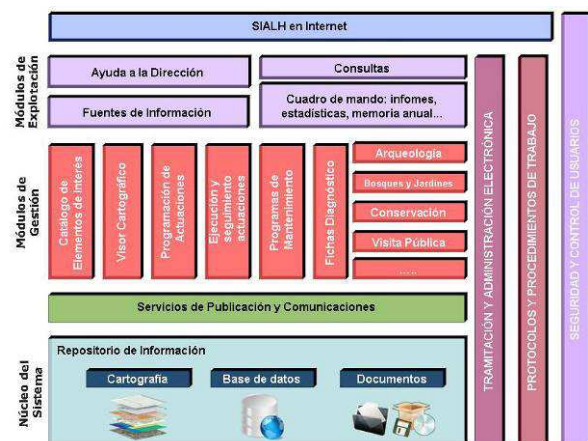 SIALH en Internet
Módulos de
Explotación
Ayuda a la Dirección
Consultas
Fuentes de Información
Cuadro de mando: infomes,
estadísticas, memoria anual...
Módulos de
Gestión
Catálogo de
Elementos de interés
Visor Cartográfico
Programación de
Actuaciones
Ejecución y
seguimiento
actuaciones
Programas de
Mantenimiento
Fichas Diagnóstico
Arqueología
Bosques y Jardines
Conservación
Visita Pública
.....
Servicios de Publicación y Comunicaciones
Núcleo del
Sistema
Repositorio de Información
Cartografía
Base de datos
Documentos
TRAMITACIÓN Y ADMINISTRACIÓN ELECTRÓNICA
PROTOCOLOS Y PROCEDIMIENTOS DE TRABAJO
SEGURIDAD Y CONTROL DE USUARIOS